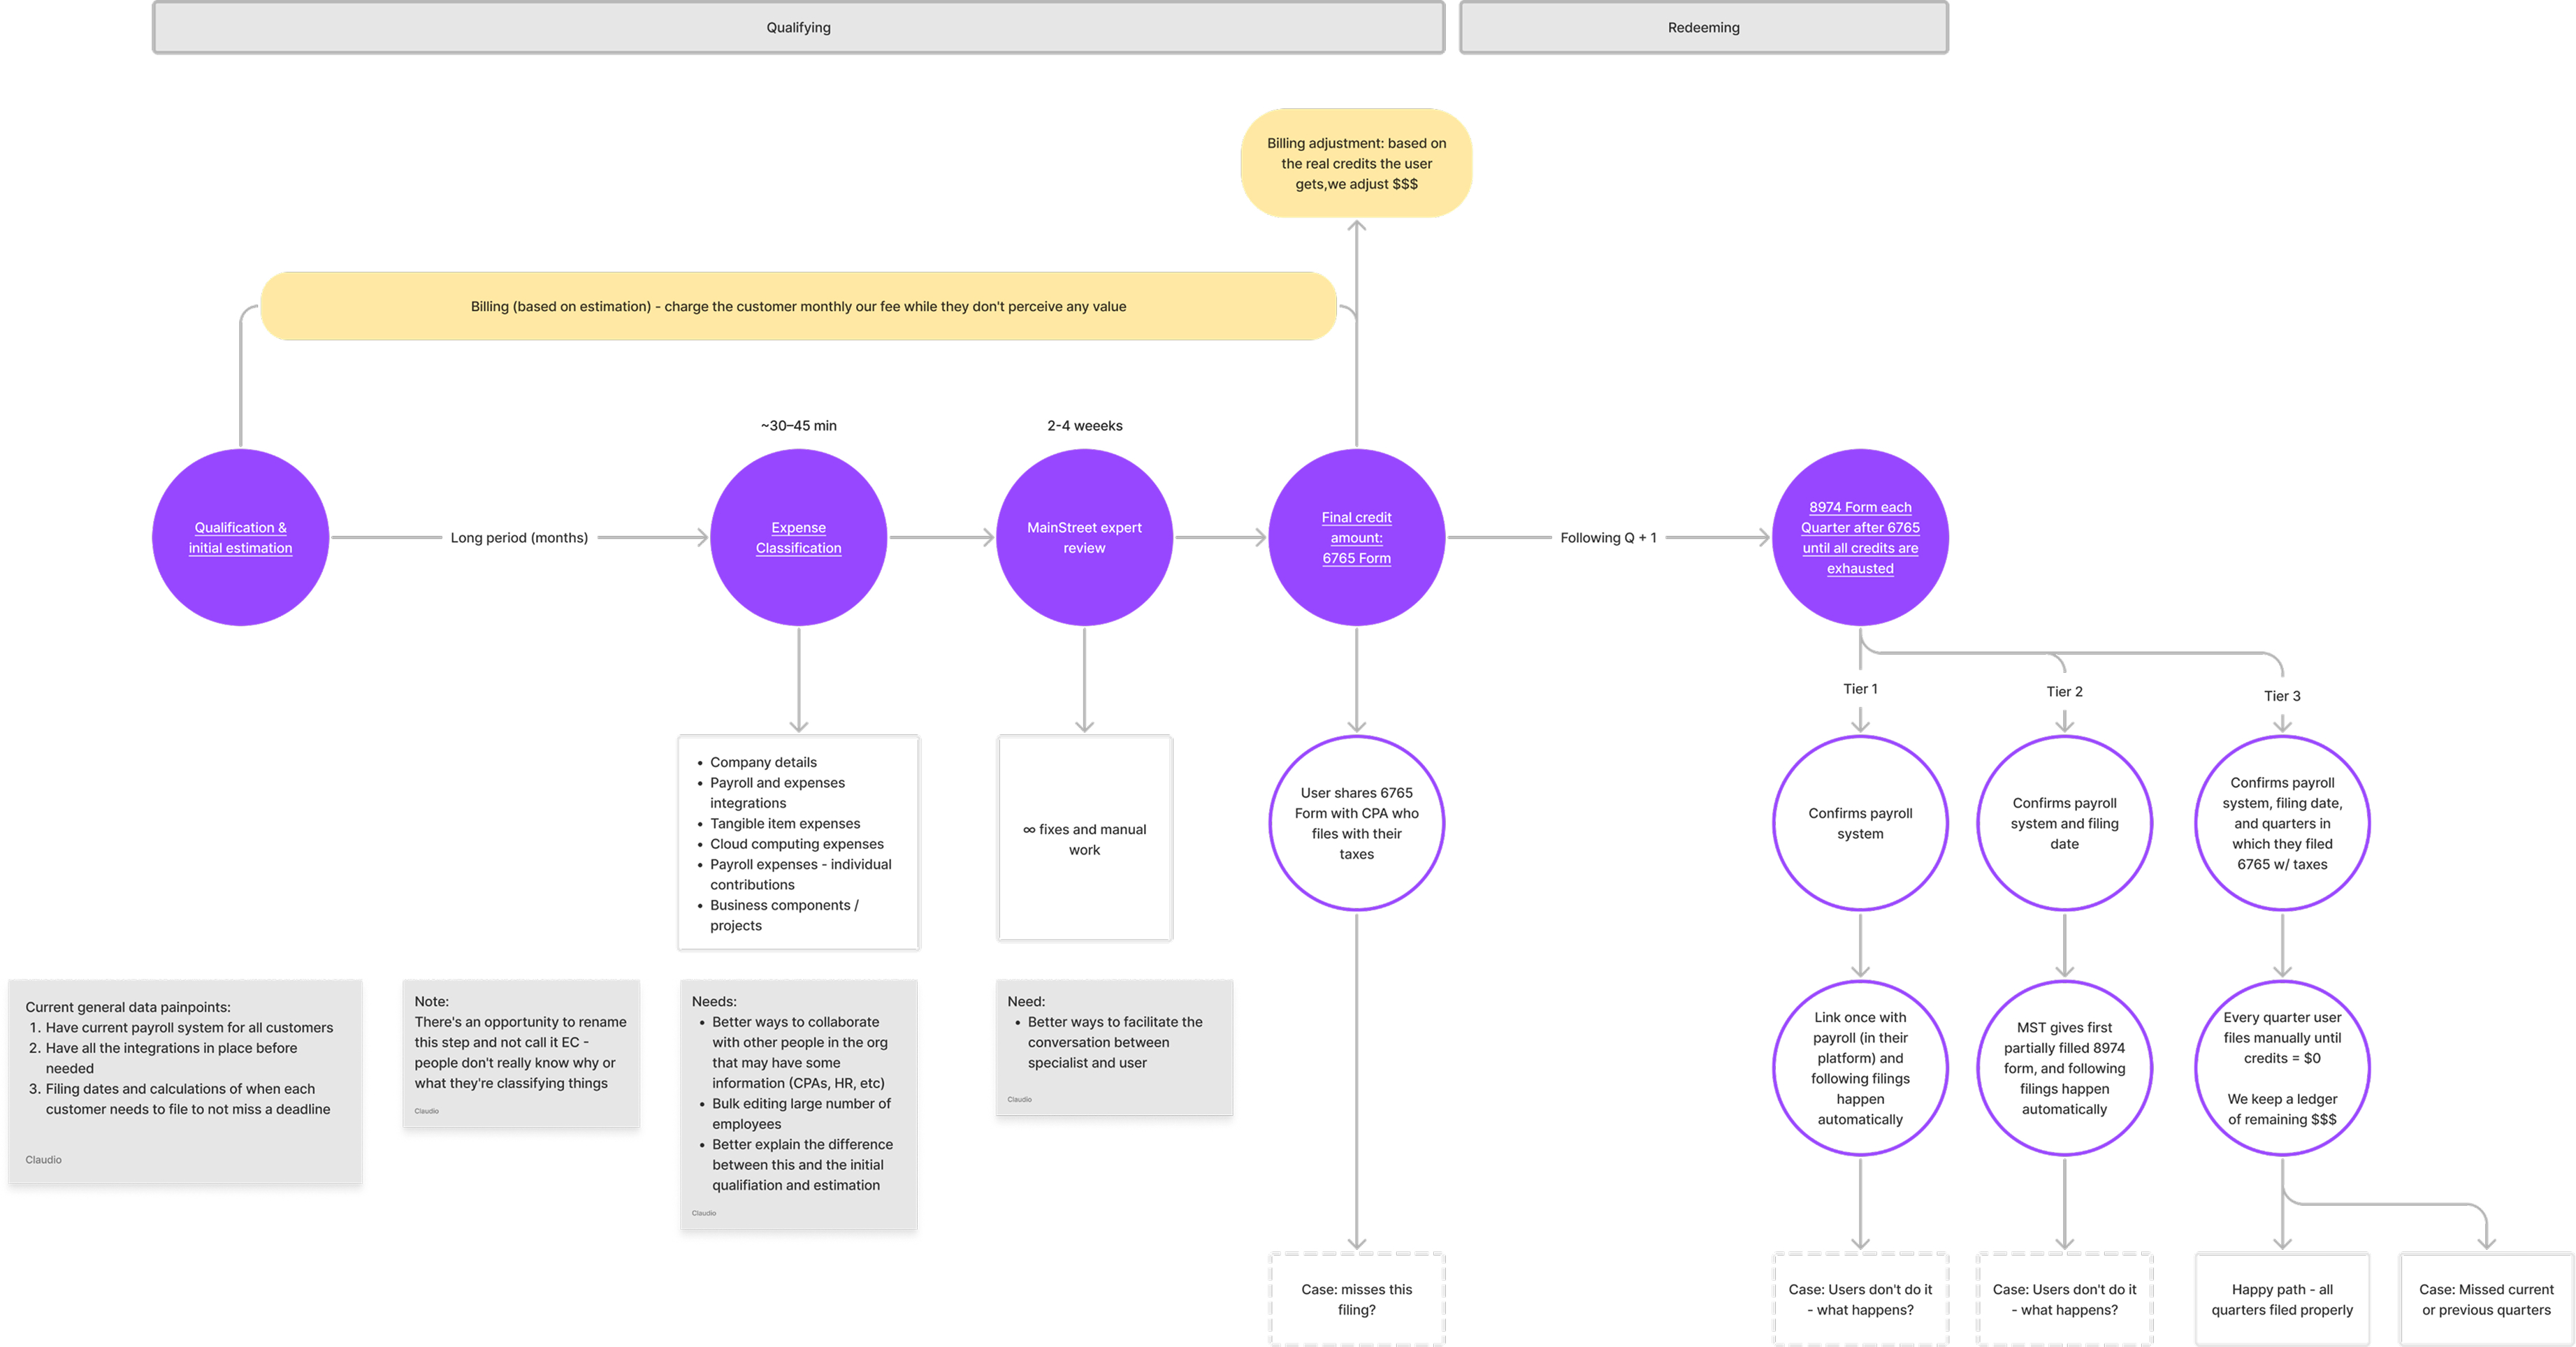 Qualifying
Redeeming
Billing adjustment: based on
the real credits the user
gets,we adjust $$$
Billing (based on estimation) - charge the customer monthly our fee while they don't perceive any value
~30–45 min
2-4 weeeks
Qualification &
initial estimation
Long period (months)
Expense
Classification
MainStreet expert
review
Final credit
amount:
6765 Form
Following Q + 1
8974 Form each
Quarter after 6765
until all credits are
exhausted
Tier 1
Tier 2
Tier 3
• Company details
• Payroll and expenses
integrations
• Tangible item expenses
• Cloud computing expenses
• Payroll expenses - individual
contributions
• Business components /
projects
∞ fixes and manual
work
User shares 6765
Form with CPA who
files with their
taxes
Confirms payroll
system
Confirms payroll
system and filing
date
Confirms payroll
system, filing date,
and quarters in
which they filed
6765 w/ taxes
Current general data painpoints:
1. Have current payroll system for all customers
2. Have all the integrations in place before
needed
3. Filing dates and calculations of when each
customer needs to file to not miss a deadline
Claudio
Note:
There's an opportunity to rename
this step and not call it EC -
people don't really know why or
what they're classifying things
Claudio
Needs:
• Better ways to collaborate
with other people in the org
that may have some
information (CPAs, HR, etc)
• Bulk editing large number of
employees
• Better explain the difference
between this and the initial
qualifiation and estimation
Claudio
Need:
• Better ways to facilitate the
conversation between
specialist and user
Claudio
Link once with
payroll (in their
platform) and
following filings
happen
automatically
MST gives first
partially filled 8974
form, and following
filings happen
automatically
Every quarter user
files manually until
credits = $0
We keep a ledger
of remaining $$$
Case: misses this
filing?
Case: Users don't do it
- what happens?
Case: Users don't do it
- what happens?
Happy path - all
quarters filed properly
Case: Missed current
or previous quarters